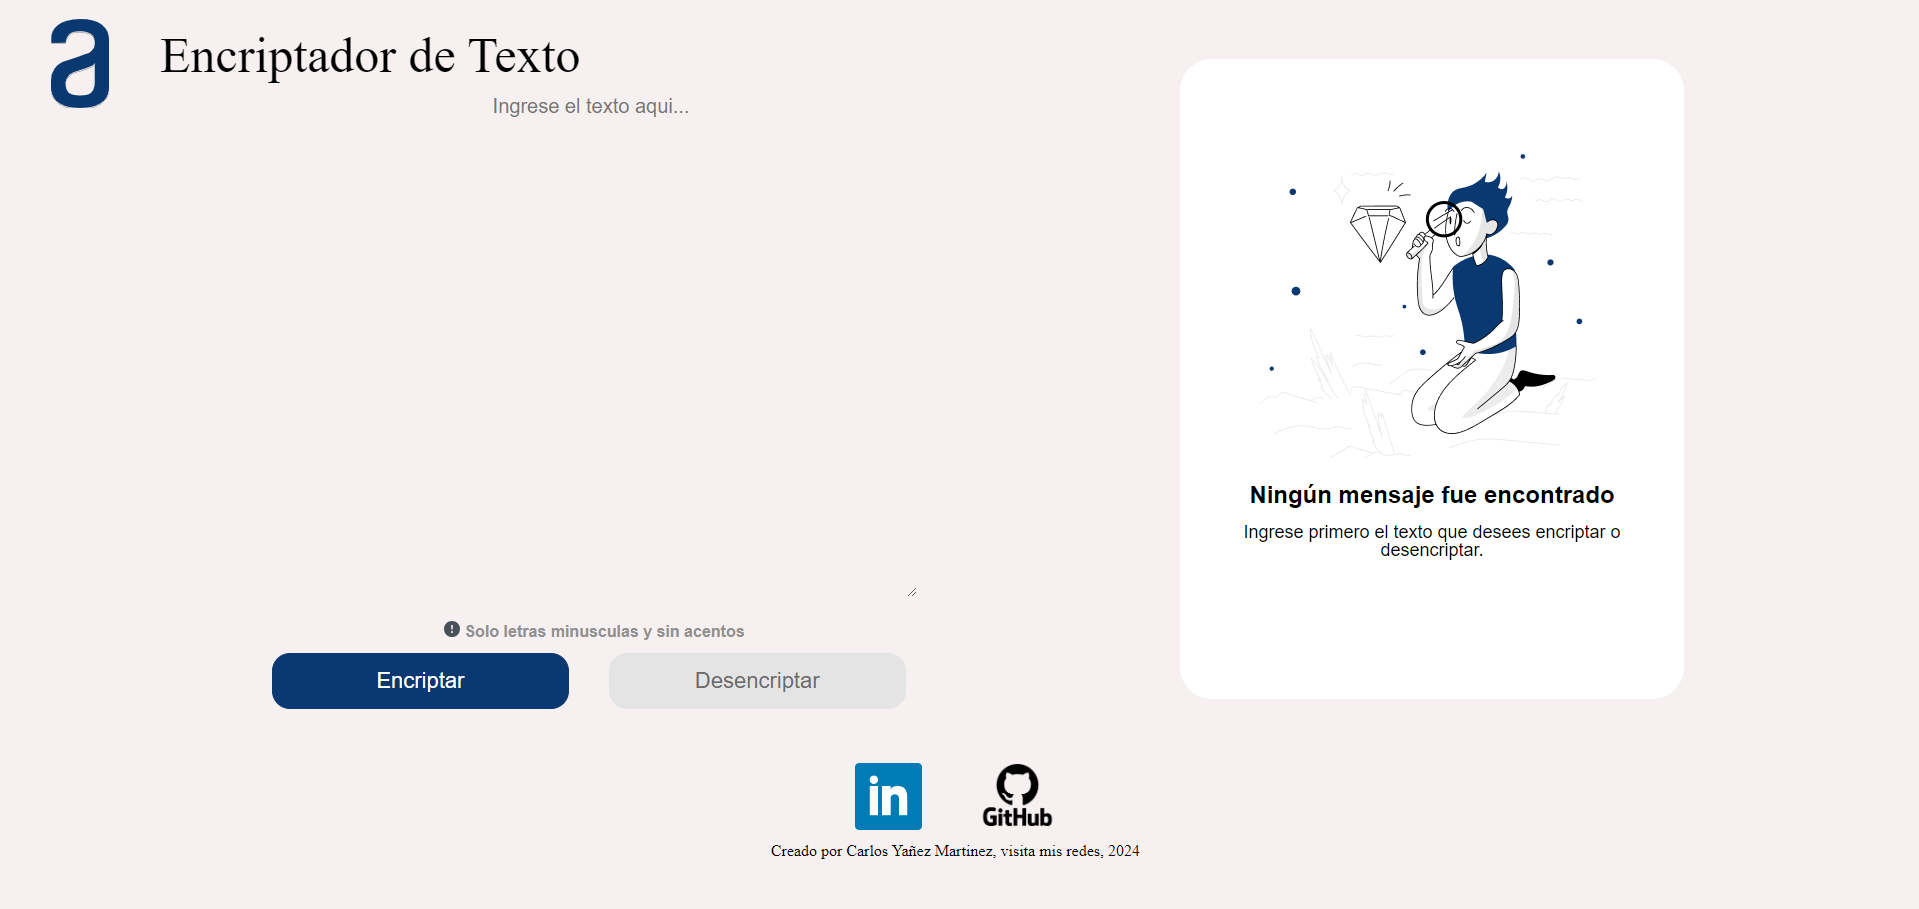 a
Encriptador de Texto
Ingrese el texto aqui...
Solo letras minusculas y sin acentos
Encriptar
Desencriptar
Ningún mensaje fue encontrado
Ingrese primero el texto que desees encriptar o
desencriptar.
in
GitHub
Creado por Carlos Yañez Martinez, visita mis redes, 2024